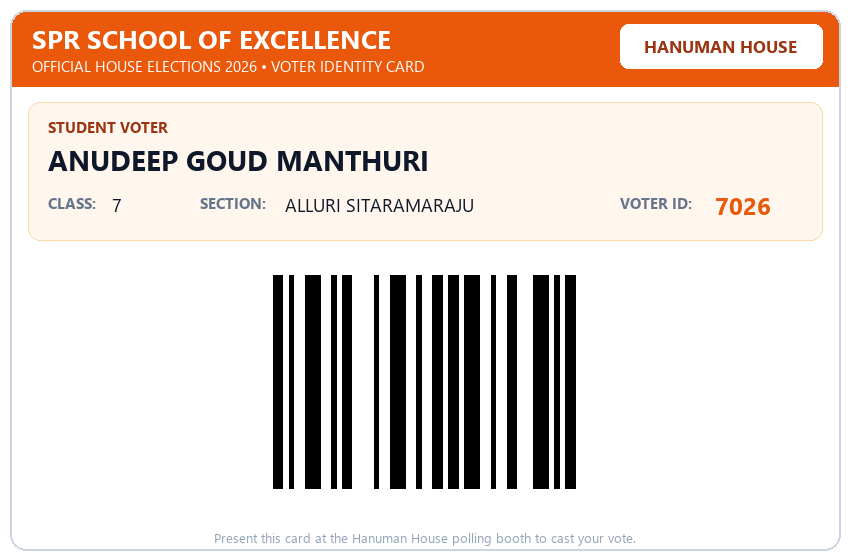 SPR SCHOOL OF EXCELLENCE
OFFICIAL HOUSE ELECTIONS 2026 • VOTER IDENTITY CARD
HANUMAN HOUSE
STUDENT VOTER
ANUDEEP GOUD MANTHURI
CLASS: 7 SECTION: ALLURI SITARAMARAJU VOTER ID: 7026
Present this card at the Hanuman House polling booth to cast your vote.